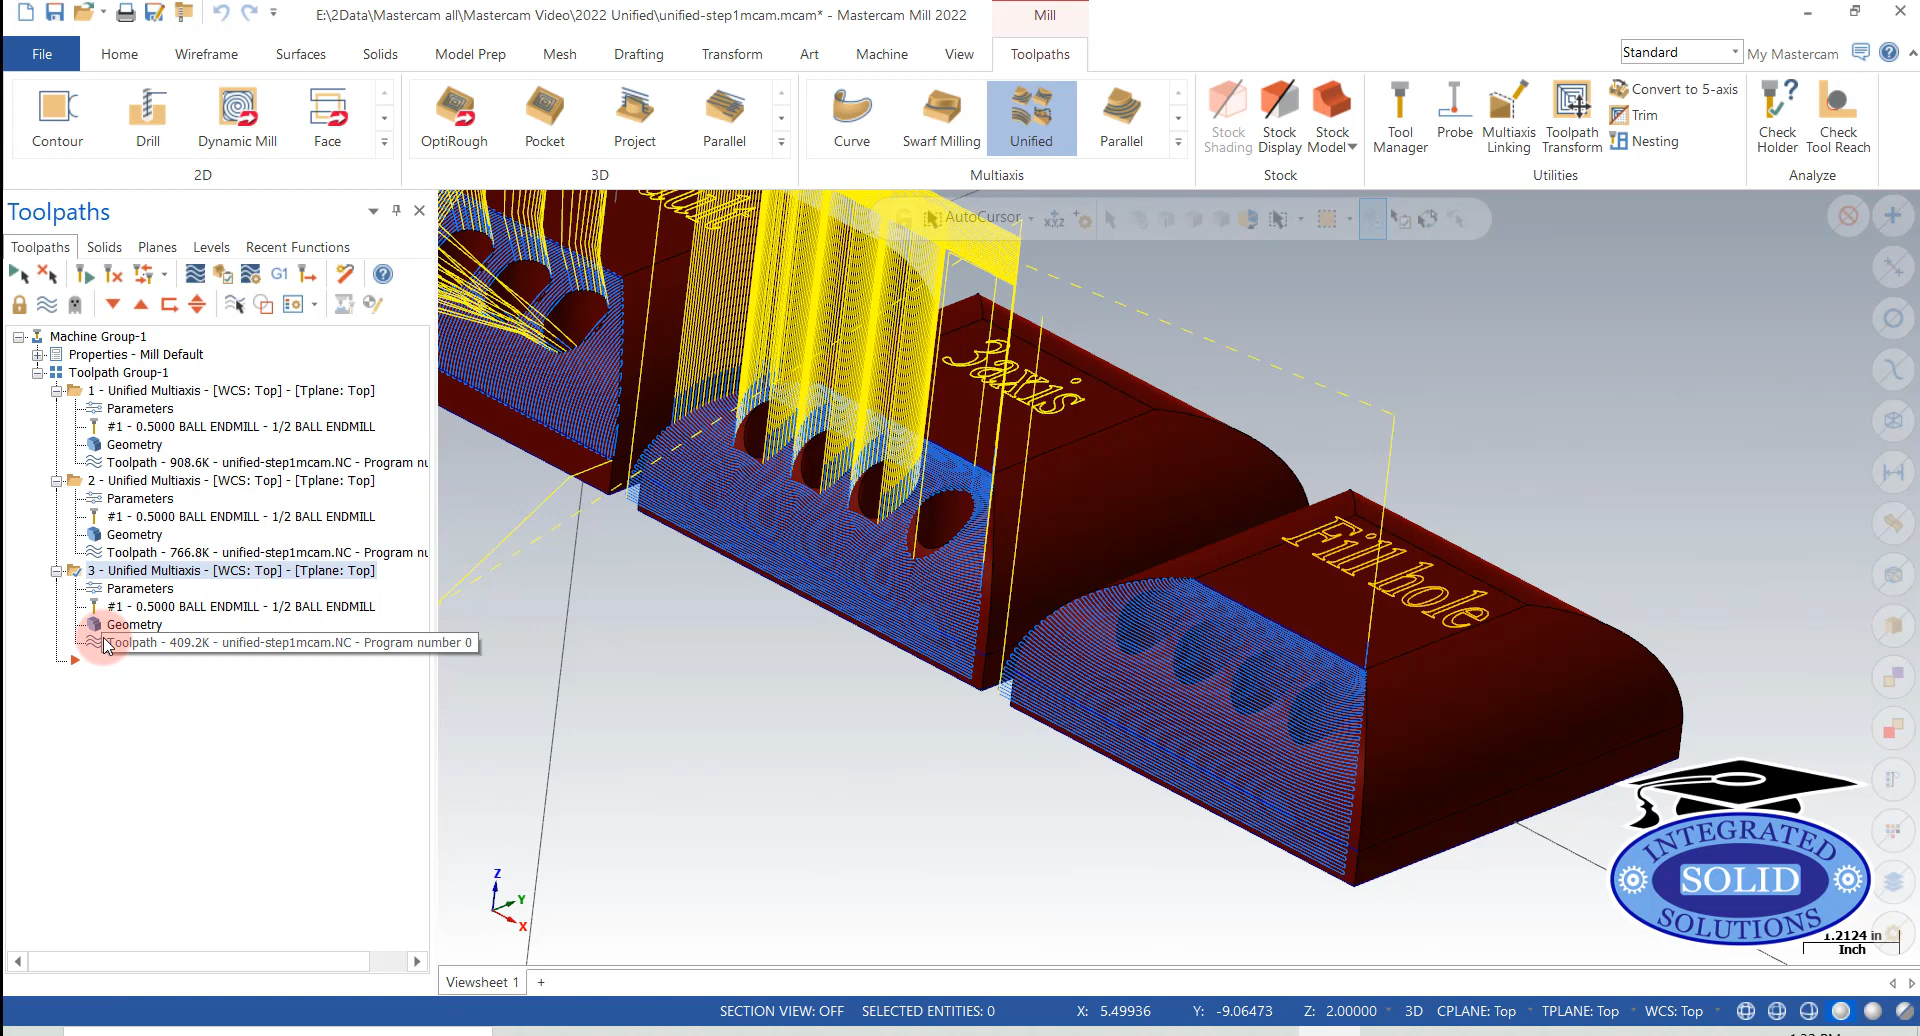 E:\2Data\Mastercam all\Mastercam Video\2022 Unified\unified-step1mcam.mcam* - Mastercam Mill 2022
Mill
File
Home
Wireframe
Surfaces
Solids
Model Prep
Mesh
Drafting
Transform
Art
Machine
View
Toolpaths
Standard
My Mastercam
Contour
Drill
Dynamic Mill
Face
2D
OptiRough
Pocket
Project
Parallel
3D
Curve
Swarf Milling
Unified
Parallel
Multiaxis
Stock Shading
Stock Display
Stock Model
Stock
Tool Manager
Probe
Multiaxis Linking
Toolpath Transform
Convert to 5-axis
Trim
Nesting
Utilities
Check Holder
Check Tool Reach
Analyze
Toolpaths
Toolpaths
Solids
Planes
Levels
Recent Functions
G1
AutoCursor
XYZ
Machine Group-1
Properties - Mill Default
Toolpath Group-1
1 - Unified Multiaxis - [WCS: Top] - [Tplane: Top]
Parameters
#1 - 0.5000 BALL ENDMILL - 1/2 BALL ENDMILL
Geometry
Toolpath - 908.6K - unified-step1mcam.NC - Program nu
2 - Unified Multiaxis - [WCS: Top] - [Tplane: Top]
Parameters
#1 - 0.5000 BALL ENDMILL - 1/2 BALL ENDMILL
Geometry
Toolpath - 766.8K - unified-step1mcam.NC - Program nu
3 - Unified Multiaxis - [WCS: Top] - [Tplane: Top]
Parameters
#1 - 0.5000 BALL ENDMILL - 1/2 BALL ENDMILL
Geometry
Toolpath - 409.2K - unified-step1mcam.NC - Program number 0
3axis
Fill hole
Z
Y
X
INTEGRATED
SOLID
SOLUTIONS
1.2124 in
Inch
Viewsheet 1
+
SECTION VIEW: OFF
SELECTED ENTITIES: 0
X: 5.49936
Y: -9.06473
Z: 2.00000
3D
CPLANE: Top
TPLANE: Top
WCS: Top